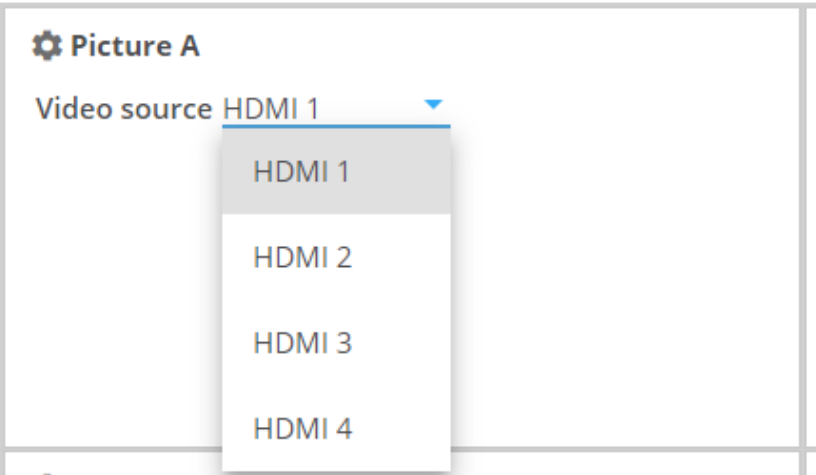 Picture A
Video source HDMI 1
HDMI 1
HDMI 2
HDMI 3
HDMI 4